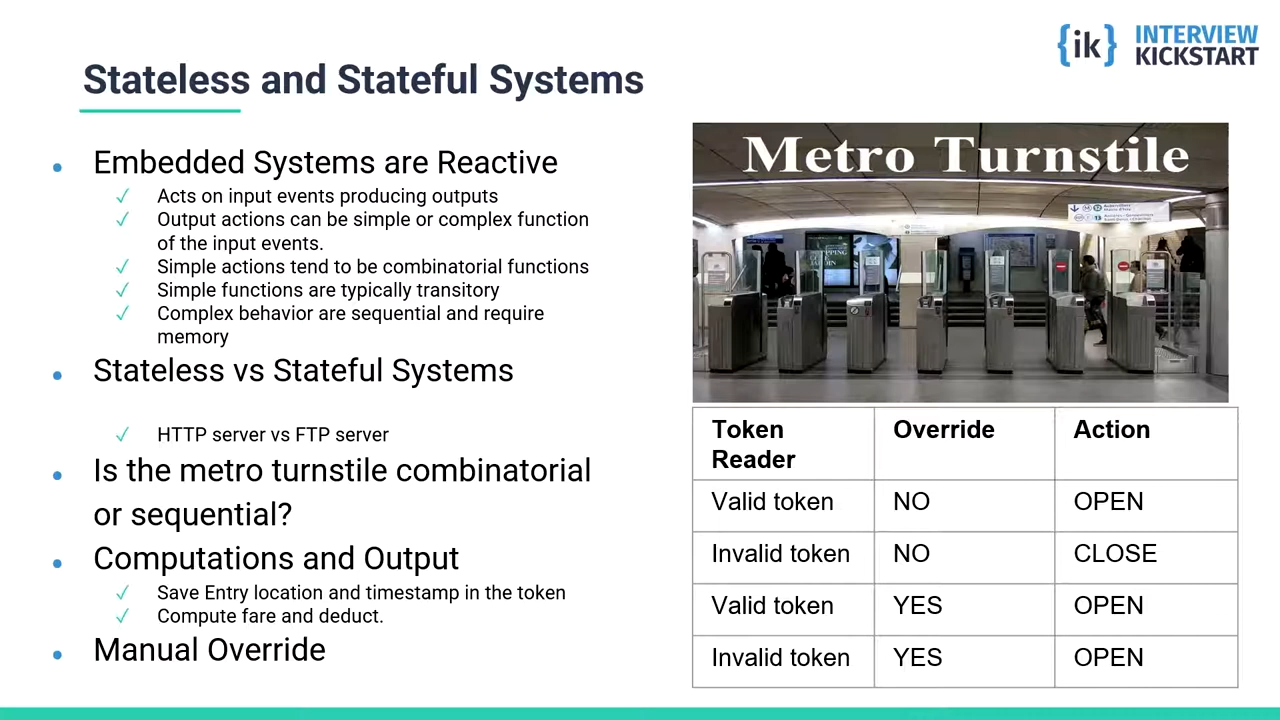 {ik} INTERVIEW
KICKSTART
Stateless and Stateful Systems
Embedded Systems are Reactive
Acts on input events producing outputs
Output actions can be simple or complex function
of the input events.
Simple actions tend to be combinatorial functions
Simple functions are typically transitory
Complex behavior are sequential and require
memory
Stateless vs Stateful Systems
HTTP server vs FTP server
Is the metro turnstile combinatorial
or sequential?
Computations and Output
Save Entry location and timestamp in the token
Compute fare and deduct.
Manual Override
Metro Turnstile
Token Reader Override Action
Valid token NO OPEN
Invalid token NO CLOSE
Valid token YES OPEN
Invalid token YES OPEN